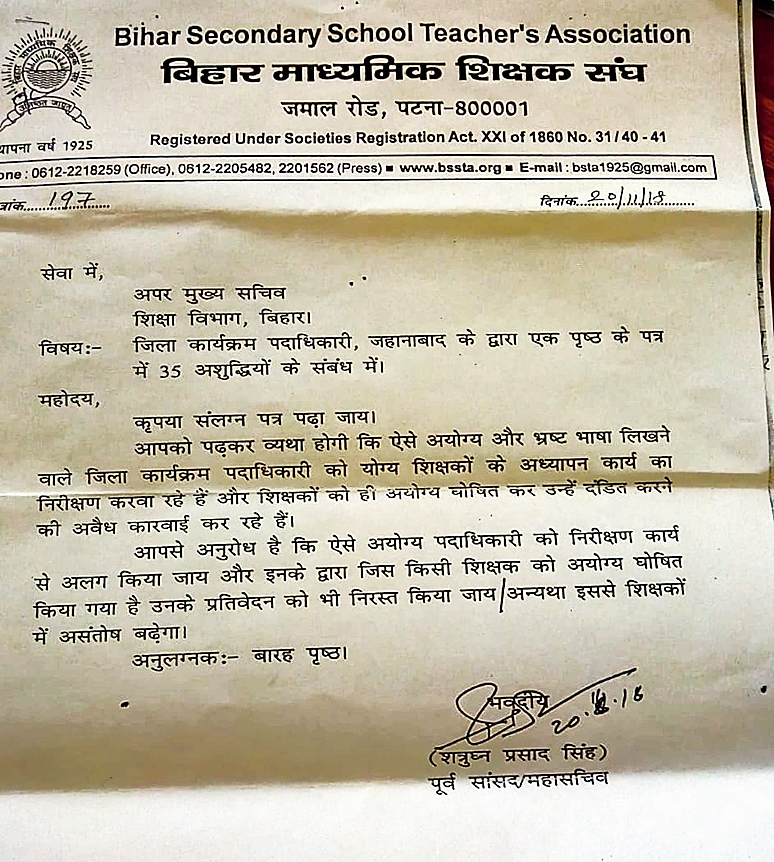 Bihar Secondary School Teacher's Association
बिहार माध्यमिक शिक्षक संघ
जमाल रोड, पटना-800001
यापना वर्ष 1925
Registered Under Societies Registration Act. XXI of 1860 No. 31/40-41
one : 0612-2218259 (Office), 0612-2205482, 2201562 (Press) ■ www.bssta.org ■ E-mail : bsta1925@gmail.com
त्रांक.....197..... दिनांक...20/11/18.......
सेवा में,
अपर मुख्य सचिव
शिक्षा विभाग, बिहार।
विषय:- जिला कार्यक्रम पदाधिकारी, जहानाबाद के द्वारा एक पृष्ठ के पत्र
में 35 अशुद्धियों के संबंध में।
महोदय,
कृपया संलग्न पत्र पढ़ा जाय।
आपको पढ़कर व्यथा होगी कि ऐसे अयोग्य और भ्रष्ट भाषा लिखने
वाले जिला कार्यक्रम पदाधिकारी को योग्य शिक्षकों के अध्यापन कार्य का
निरीक्षण करवा रहे हैं और शिक्षकों को ही अयोग्य घोषित कर उन्हें दंडित करने
की अवैध कारवाई कर रहे हैं।
आपसे अनुरोध है कि ऐसे अयोग्य पदाधिकारी को निरीक्षण कार्य
से अलग किया जाय और इनके द्वारा जिस किसी शिक्षक को अयोग्य घोषित
किया गया है उनके प्रतिवेदन को भी निरस्त किया जाय/अन्यथा इससे शिक्षकों
में असंतोष बढ़ेगा।
अनुलग्नक:- बारह पृष्ठ।
भवदीय
(शत्रुघ्न प्रसाद सिंह)
पूर्व सांसद/महासचिव